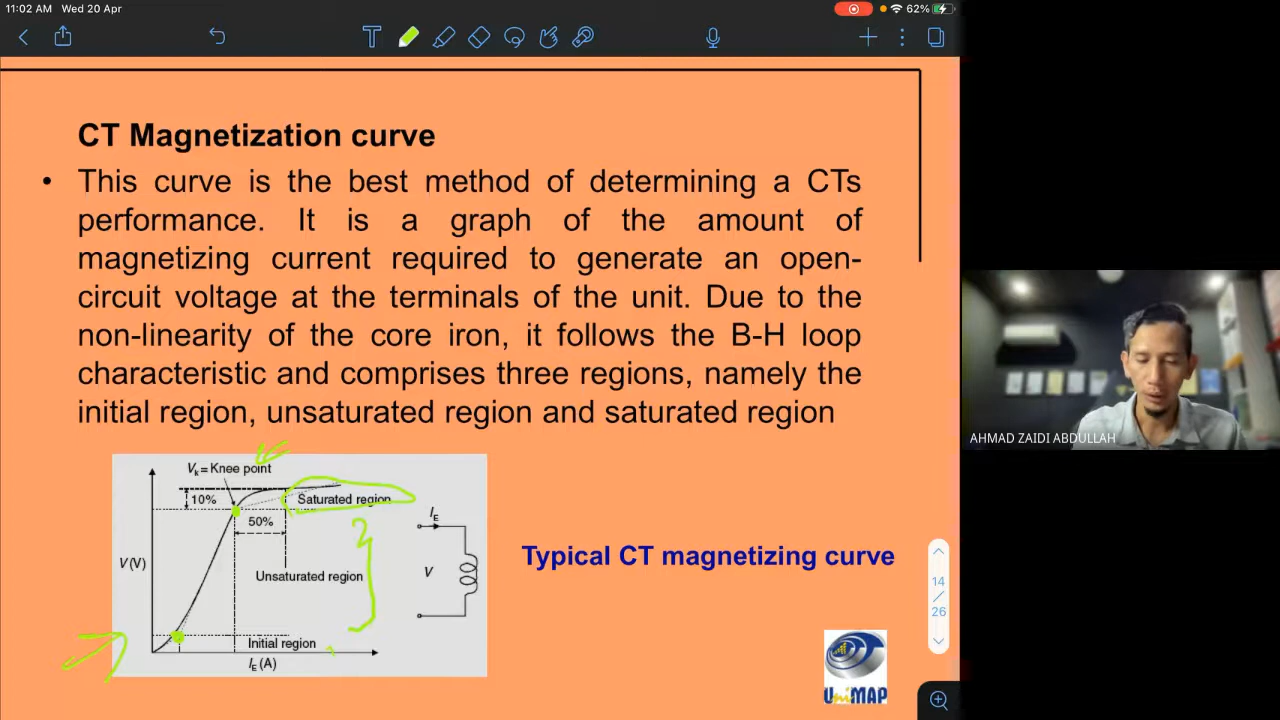 11:02 AM Wed 20 Apr
62%
T
CT Magnetization curve
• This curve is the best method of determining a CTs
performance. It is a graph of the amount of
magnetizing current required to generate an open-
circuit voltage at the terminals of the unit. Due to the
non-linearity of the core iron, it follows the B-H loop
characteristic and comprises three regions, namely the
initial region, unsaturated region and saturated region
Vk = Knee point
10%
Saturated region
50%
V (V)
Unsaturated region
Initial region
IE (A)
IE
V
Typical CT magnetizing curve
14
/
26
UniMAP
AHMAD ZAIDI ABDULLAH